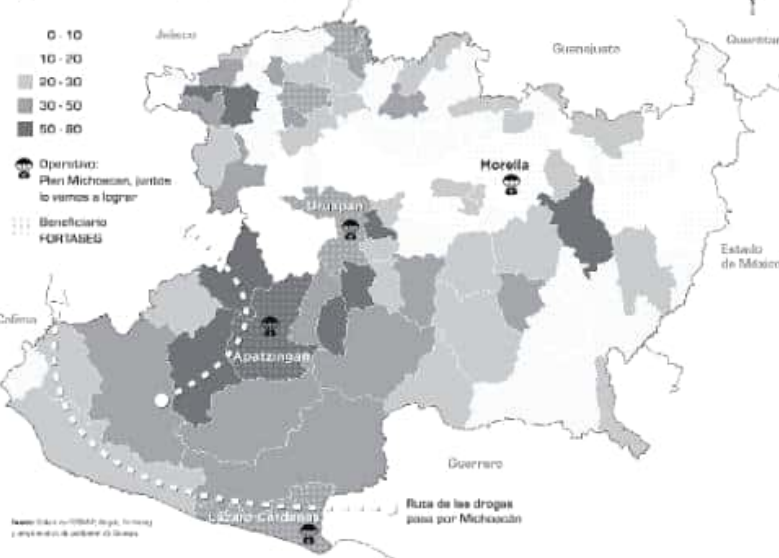 0 - 10
10 - 20
20 - 30
30 - 50
50 - 80
Operativo:
Plan Michoacán, juntos
lo vamos a lograr
Beneficiario
FORTASEG
Jalisco
Guanajuato
Querétaro
Morelia
Uruapan
Estado
de México
Colima
Apatzingán
Guerrero
Lázaro Cárdenas
Ruta de las drogas
pasa por Michoacán